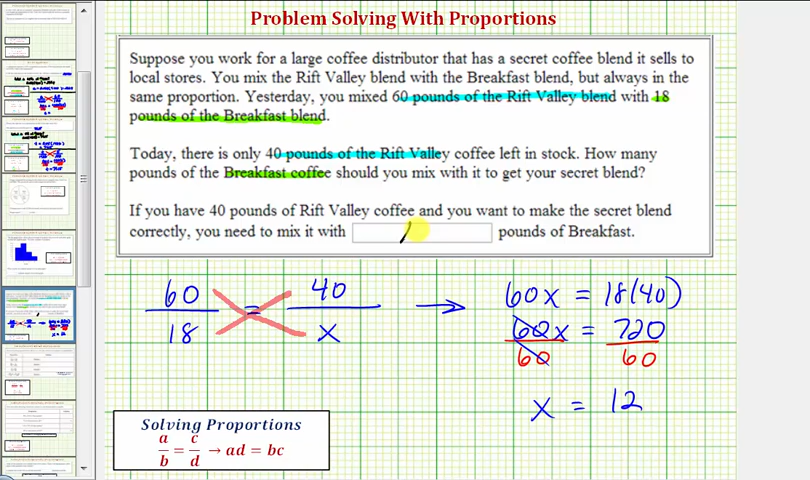 Problem Solving With Proportions
Suppose you work for a large coffee distributor that has a secret coffee blend it sells to
local stores. You mix the Rift Valley blend with the Breakfast blend, but always in the
same proportion. Yesterday, you mixed 60 pounds of the Rift Valley blend with 18
pounds of the Breakfast blend.
Today, there is only 40 pounds of the Rift Valley coffee left in stock. How many
pounds of the Breakfast coffee should you mix with it to get your secret blend?
If you have 40 pounds of Rift Valley coffee and you want to make the secret blend
correctly, you need to mix it with pounds of Breakfast.
60/18 = 40/x → 60x = 18(40)
60x/60 = 720/60
x = 12
Solving Proportions
a/b = c/d → ad = bc